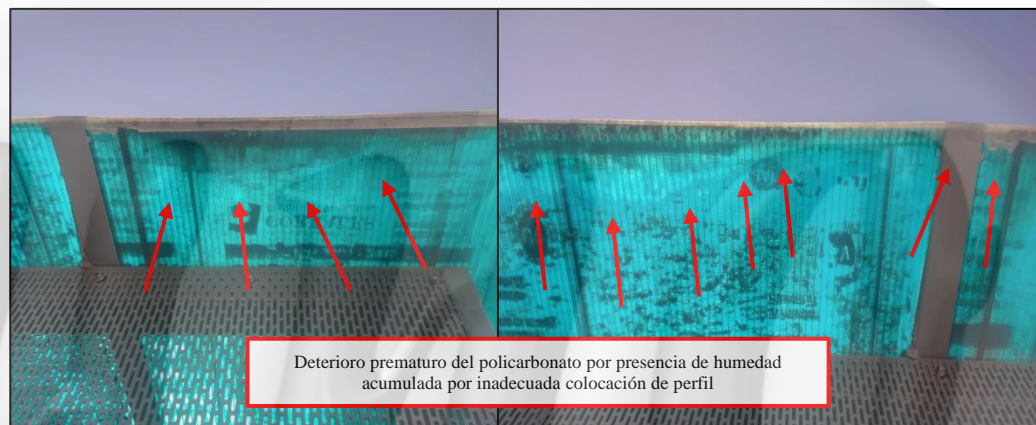 Deterioro prematuro del policarbonato por presencia de humedad
acumulada por inadecuada colocación de perfil